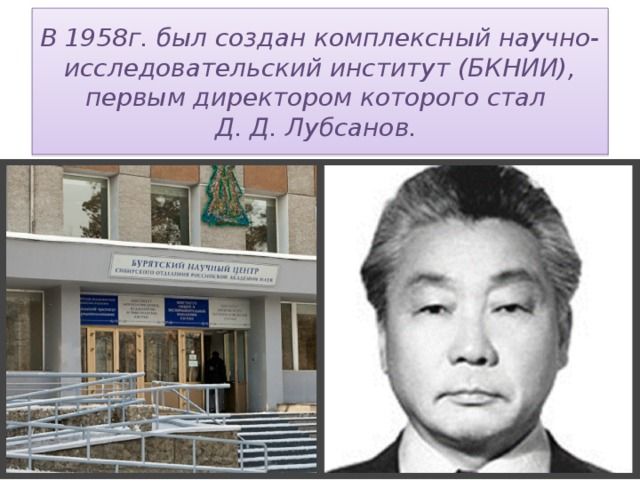 В 1958г. был создан комплексный научно-
исследовательский институт (БКНИИ),
первым директором которого стал
Д. Д. Лубсанов.
БУРЯТСКИЙ НАУЧНЫЙ ЦЕНТР
СИБИРСКОГО ОТДЕЛЕНИЯ РОССИЙСКОЙ АКАДЕМИИ НАУК